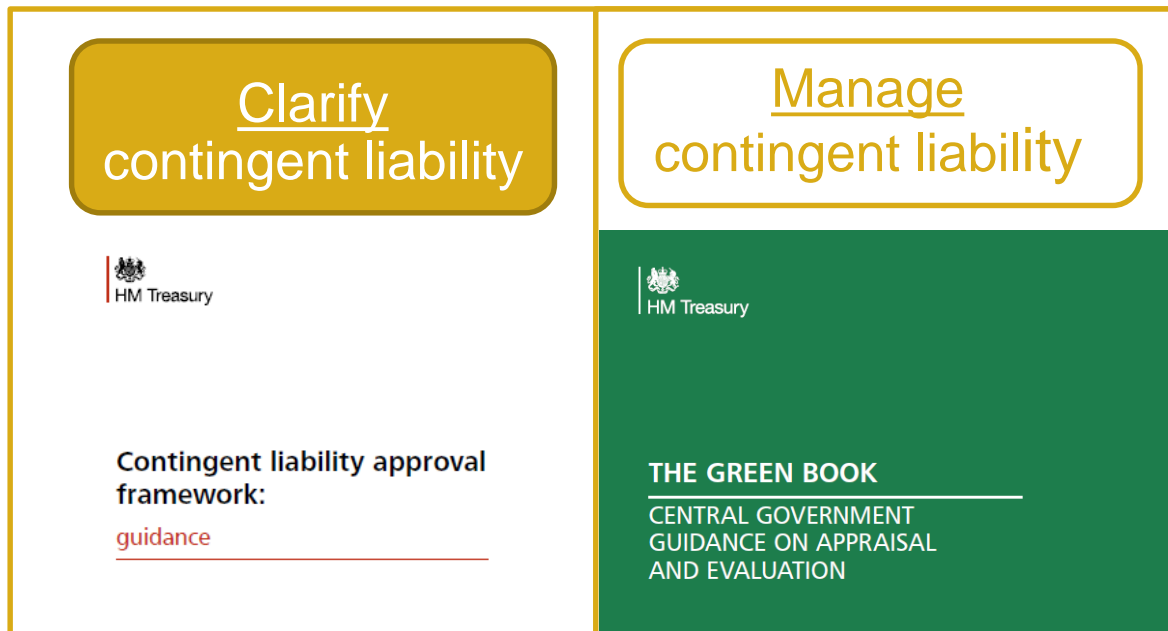 Clarify
contingent liability
HM Treasury
Contingent liability approval
framework:
guidance
Manage
contingent liability
HM Treasury
THE GREEN BOOK
CENTRAL GOVERNMENT
GUIDANCE ON APPRAISAL
AND EVALUATION